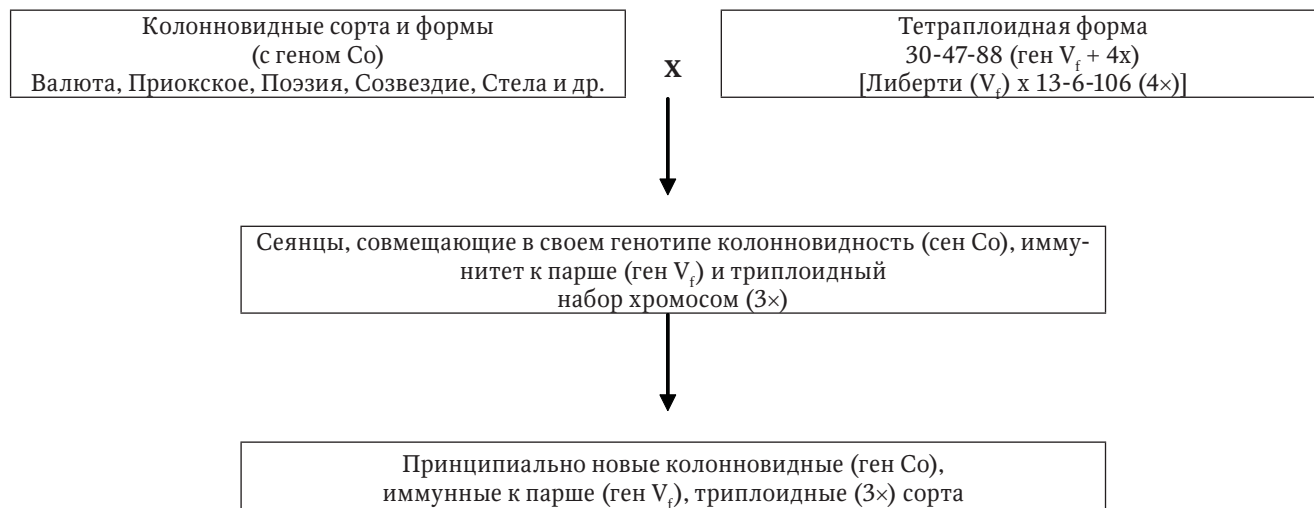 Колонновидные сорта и формы
(с геном Co)
Валюта, Приокское, Поэзия, Созвездие, Стела и др.
X
Тетраплоидная форма
30-47-88 (ген Vf + 4x)
[Либерти (Vf) x 13-6-106 (4×)]
Сеянцы, совмещающие в своем генотипе колонновидность (сен Co), имму-
нитет к парше (ген Vf) и триплоидный
набор хромосом (3×)
Принципиально новые колонновидные (ген Co),
иммунные к парше (ген Vf), триплоидные (3×) сорта